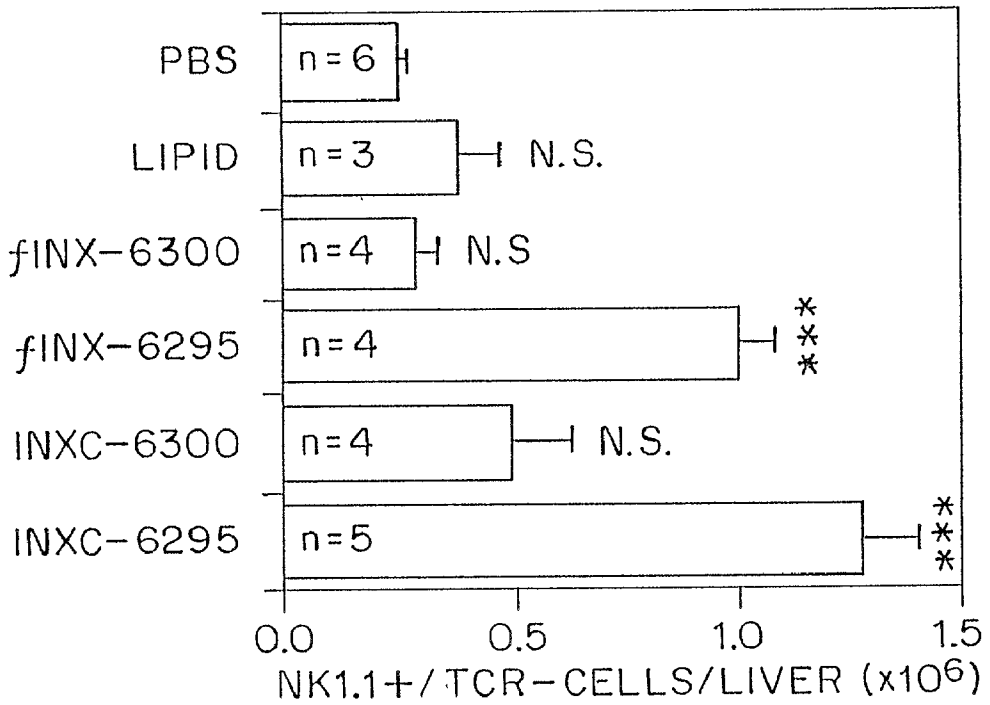 PBS n=6
LIPID n=3 N.S.
fINX-6300 n=4 N.S
fINX-6295 n=4 ***
INXC-6300 n=4 N.S.
INXC-6295 n=5 ***
0.0 0.5 1.0 1.5
NK1.1+/TCR-CELLS/LIVER (x10⁶)